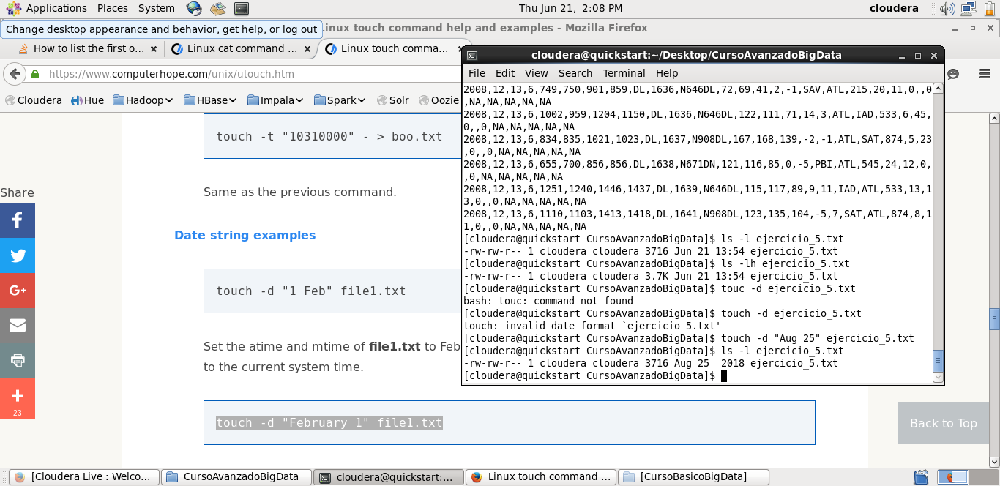 Applications Places System
Thu Jun 21, 2:08 PM
cloudera
Change desktop appearance and behavior, get help, or log out
Linux touch command help and examples - Mozilla Firefox
How to list the first o... ×
Linux cat command ... ×
Linux touch comma... ×
https://www.computerhope.com/unix/utouch.htm
Cloudera Hue Hadoop HBase Impala Spark Solr Oozie
touch -t "10310000" - > boo.txt
Same as the previous command.
Share
Date string examples
touch -d "1 Feb" file1.txt
Set the atime and mtime of file1.txt to Feb
to the current system time.
touch -d "February 1" file1.txt
23
Back to Top
cloudera@quickstart:~/Desktop/CursoAvanzadoBigData
File Edit View Search Terminal Help
2008,12,13,6,749,750,901,859,DL,1636,N646DL,72,69,41,2,-1,SAV,ATL,215,20,11,0,,0
,NA,NA,NA,NA,NA
2008,12,13,6,1002,959,1204,1150,DL,1636,N646DL,122,111,71,14,3,ATL,IAD,533,6,45,
0,,0,NA,NA,NA,NA,NA
2008,12,13,6,834,835,1021,1023,DL,1637,N908DL,167,168,139,-2,-1,ATL,SAT,874,5,23
,0,,0,NA,NA,NA,NA,NA
2008,12,13,6,655,700,856,856,DL,1638,N671DN,121,116,85,0,-5,PBI,ATL,545,24,12,0,
,0,NA,NA,NA,NA,NA
2008,12,13,6,1251,1240,1446,1437,DL,1639,N646DL,115,117,89,9,11,IAD,ATL,533,13,1
3,0,,0,NA,NA,NA,NA,NA
2008,12,13,6,1110,1103,1413,1418,DL,1641,N908DL,123,135,104,-5,7,SAT,ATL,874,8,1
1,0,,0,NA,NA,NA,NA,NA
[cloudera@quickstart CursoAvanzadoBigData]$ ls -l ejercicio_5.txt
-rw-rw-r-- 1 cloudera cloudera 3716 Jun 21 13:54 ejercicio_5.txt
[cloudera@quickstart CursoAvanzadoBigData]$ ls -lh ejercicio_5.txt
-rw-rw-r-- 1 cloudera cloudera 3.7K Jun 21 13:54 ejercicio_5.txt
[cloudera@quickstart CursoAvanzadoBigData]$ touc -d ejercicio_5.txt
bash: touc: command not found
[cloudera@quickstart CursoAvanzadoBigData]$ touch -d ejercicio_5.txt
touch: invalid date format `ejercicio_5.txt'
[cloudera@quickstart CursoAvanzadoBigData]$ touch -d "Aug 25" ejercicio_5.txt
[cloudera@quickstart CursoAvanzadoBigData]$ ls -l ejercicio_5.txt
-rw-rw-r-- 1 cloudera cloudera 3716 Aug 25  2018 ejercicio_5.txt
[cloudera@quickstart CursoAvanzadoBigData]$
[Cloudera Live : Welco... CursoAvanzadoBigData cloudera@quickstart:... Linux touch command ... [CursoBasicoBigData]